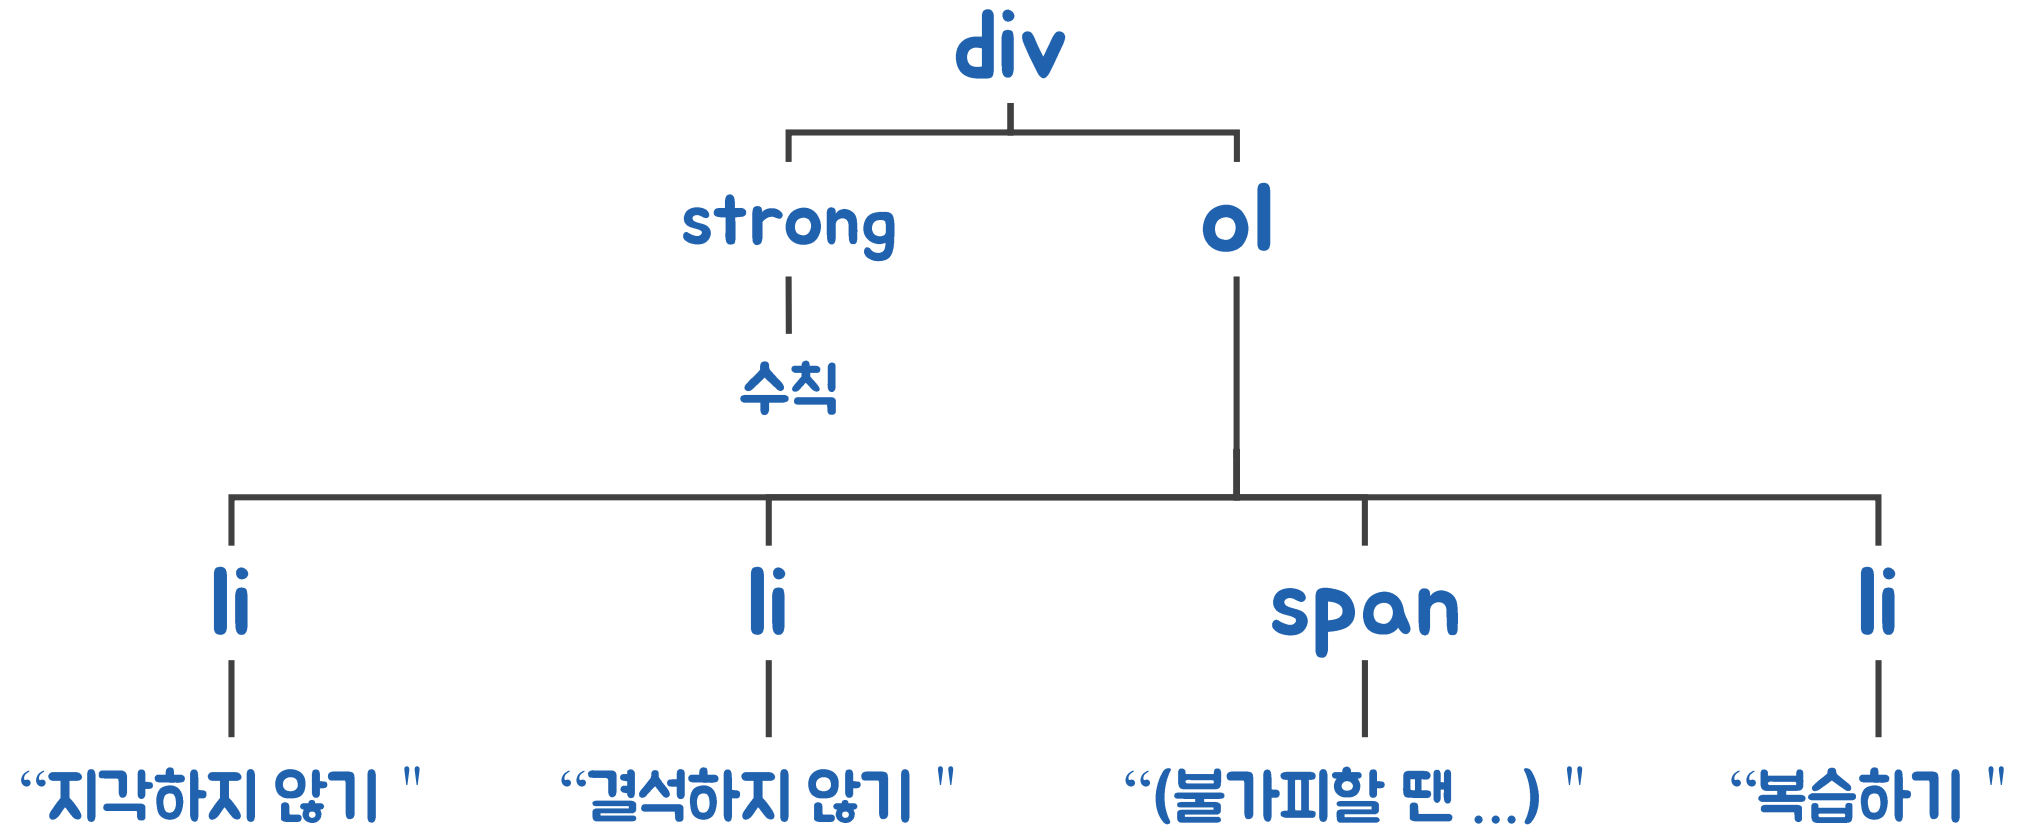 div
strong ol
수칙
li li span li
“지각하지 않기 " “결석하지 않기 " “(불가피할 땐 ...) " “복습하기 "